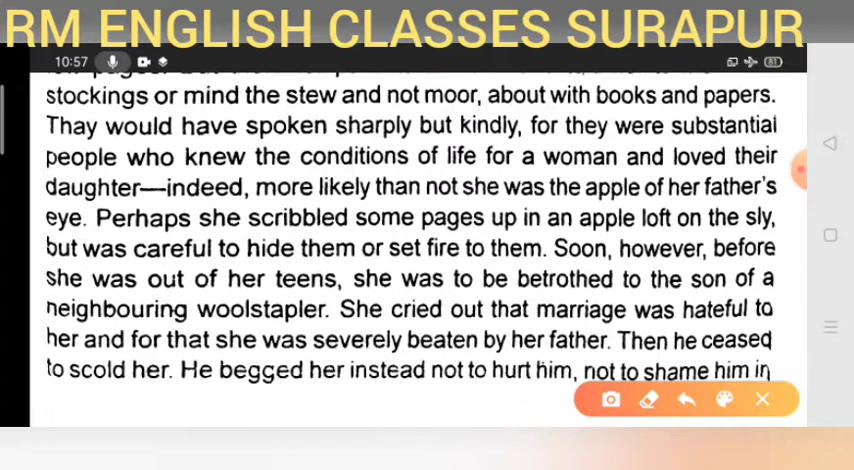 RM ENGLISH CLASSES SURAPUR
10:57
81
stockings or mind the stew and not moor, about with books and papers.
Thay would have spoken sharply but kindly, for they were substantial
people who knew the conditions of life for a woman and loved their
daughter—indeed, more likely than not she was the apple of her father's
eye. Perhaps she scribbled some pages up in an apple loft on the sly,
but was careful to hide them or set fire to them. Soon, however, before
she was out of her teens, she was to be betrothed to the son of a
neighbouring woolstapler. She cried out that marriage was hateful to
her and for that she was severely beaten by her father. Then he ceased
to scold her. He begged her instead not to hurt him, not to shame him in